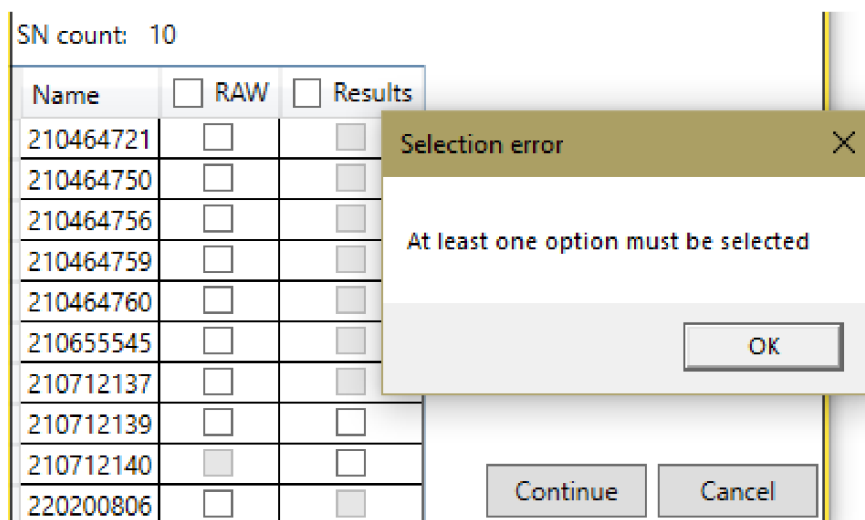 SN count: 10
Name RAW Results
210464721
210464750
210464756
210464759
210464760
210655545
210712137
210712139
210712140
220200806
Selection error
At least one option must be selected
OK
Continue Cancel